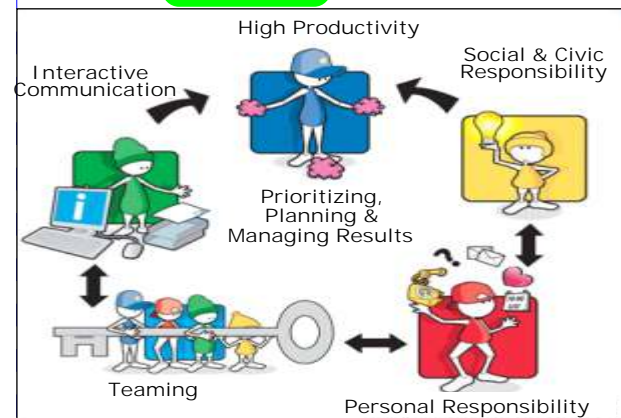 High Productivity
Interactive
Communication
Social & Civic
Responsibility
i
Prioritizing,
Planning &
Managing Results
?
Teaming
Personal Responsibility